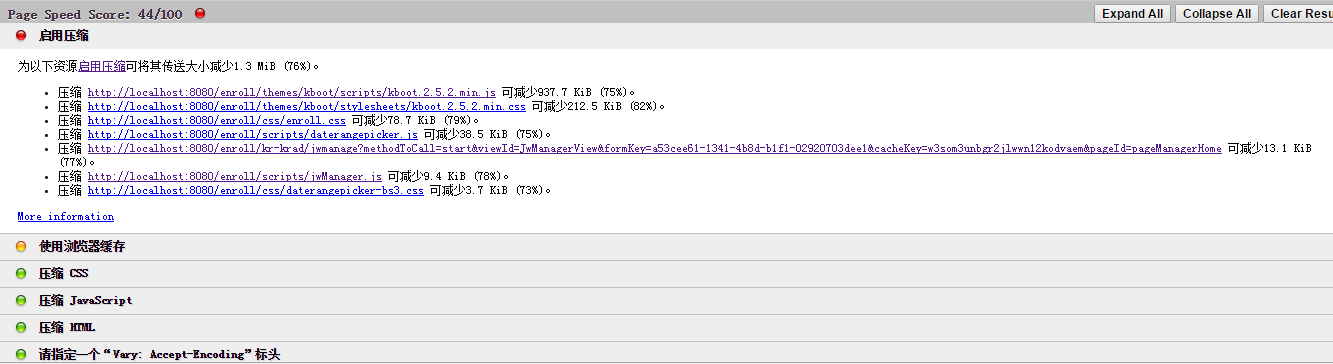 Page Speed Score: 44/100 Expand All Collapse All Clear Resu
启用压缩
为以下资源启用压缩可将其传送大小减少1.3 MiB (76%)。
• 压缩 http://localhost:8080/enroll/themes/kboot/scripts/kboot.2.5.2.min.js 可减少937.7 KiB (75%)。
• 压缩 http://localhost:8080/enroll/themes/kboot/stylesheets/kboot.2.5.2.min.css 可减少212.5 KiB (82%)。
• 压缩 http://localhost:8080/enroll/css/enroll.css 可减少78.7 KiB (79%)。
• 压缩 http://localhost:8080/enroll/scripts/daterangepicker.js 可减少38.5 KiB (75%)。
• 压缩 http://localhost:8080/enroll/kr-krad/jwmanage?methodToCall=start&viewId=JwManagerView&formKey=a53cee61-1341-4b8d-b1f1-02920703dee1&cacheKey=w3som3unbgr2jlwwn12kodvaem&pageId=pageManagerHome 可减少13.1 KiB
(77%)。
• 压缩 http://localhost:8080/enroll/scripts/jwManager.js 可减少9.4 KiB (78%)。
• 压缩 http://localhost:8080/enroll/css/daterangepicker-bs3.css 可减少3.7 KiB (73%)。
More information
使用浏览器缓存
压缩 CSS
压缩 JavaScript
压缩 HTML
请指定一个“Vary: Accept-Encoding”标头